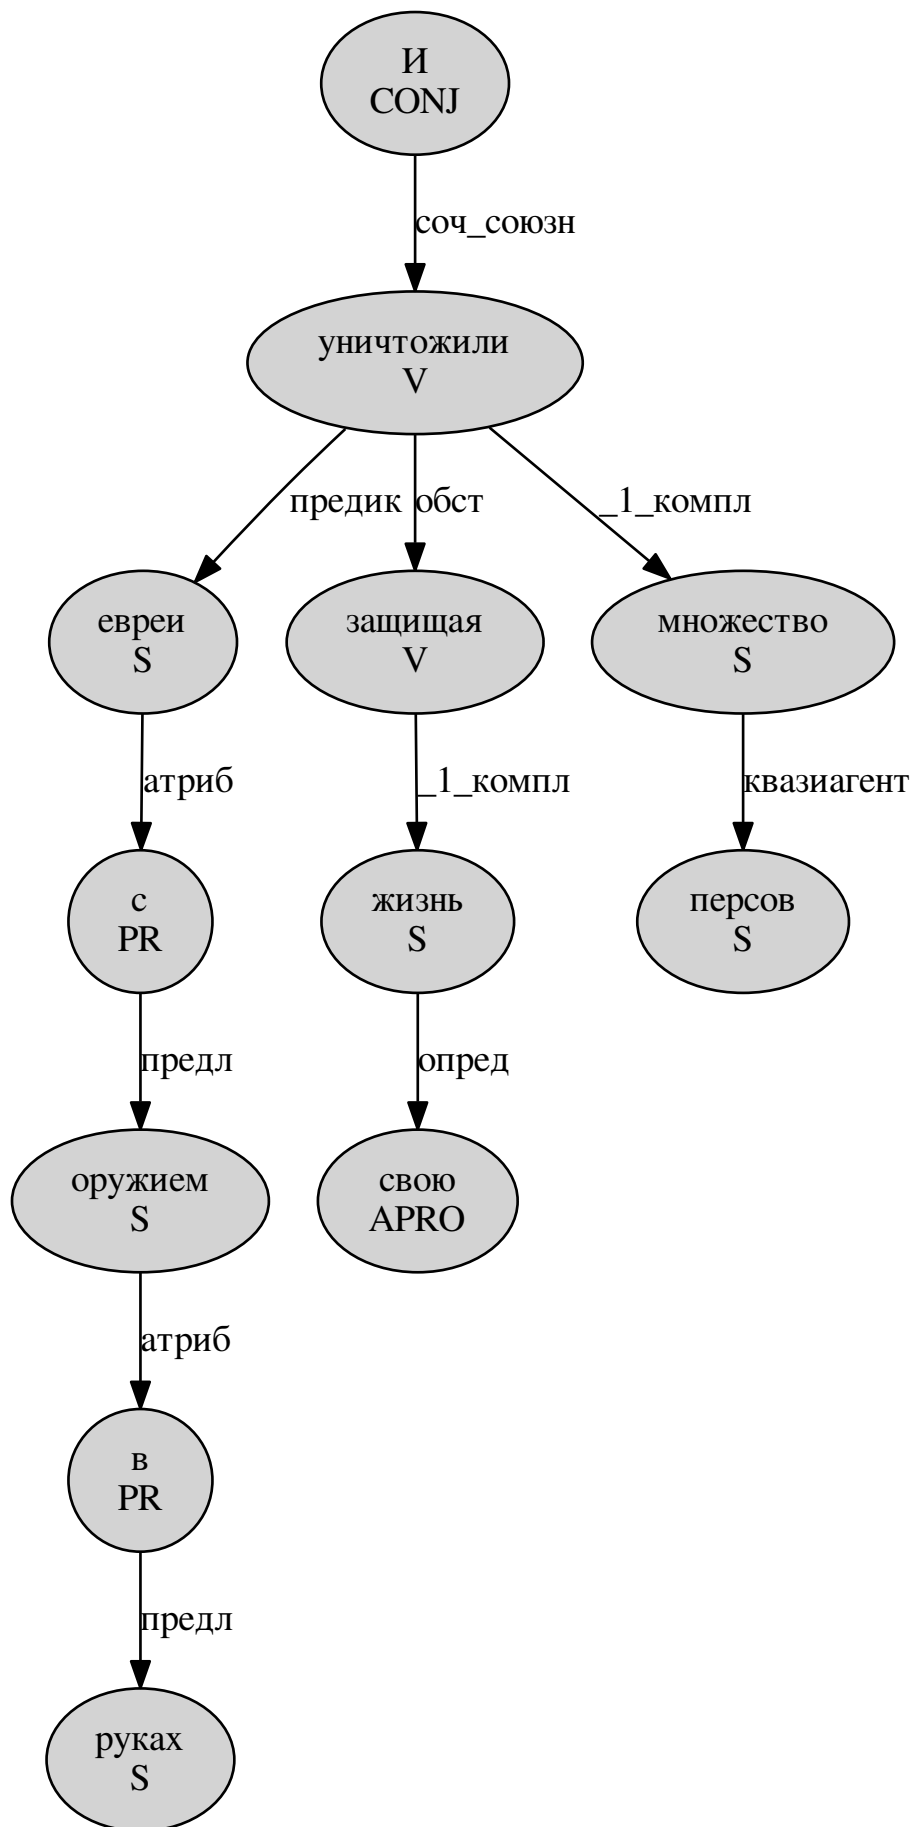 И
CONJ
соч_союзн
уничтожили
V
предик
обст
_1_компл
евреи
S
защищая
V
множество
S
атриб
_1_компл
квазиагент
с
PR
жизнь
S
персов
S
предл
опред
оружием
S
свою
APRO
атриб
в
PR
предл
руках
S